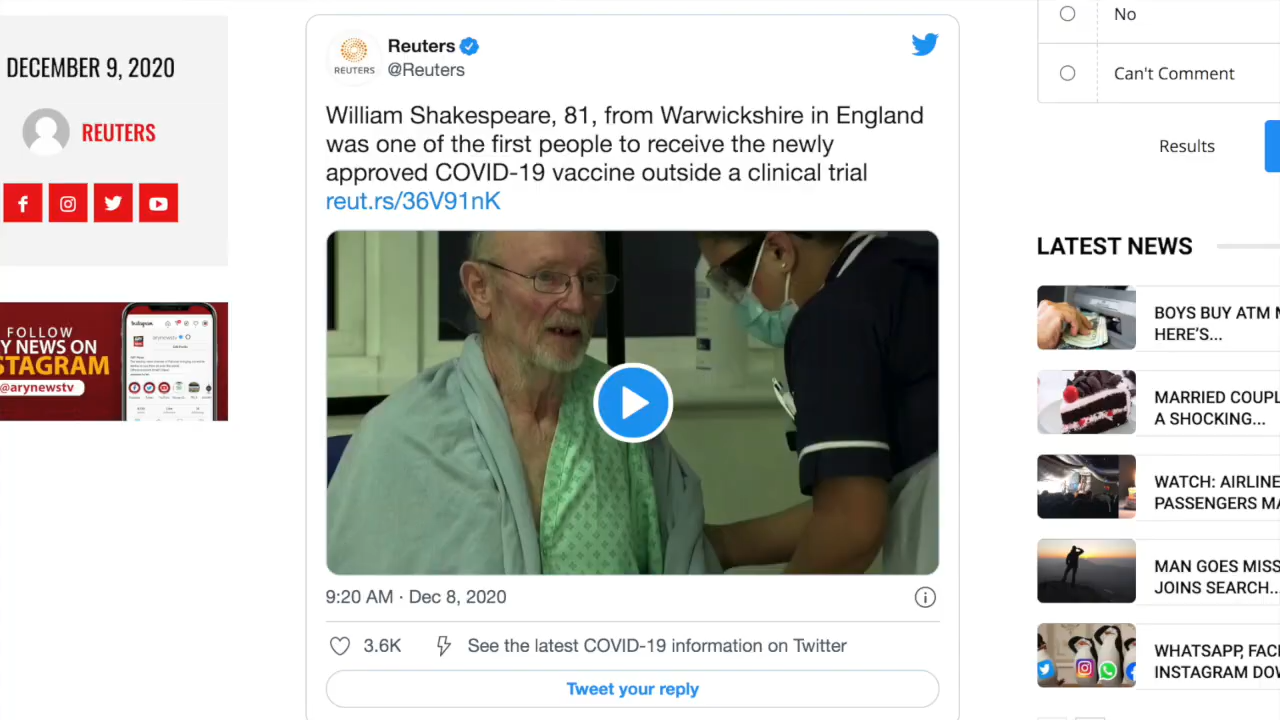 DECEMBER 9, 2020
REUTERS
FOLLOW
Y NEWS ON
STAGRAM
@arynewstv
Instagram
REUTERS
Reuters
@Reuters
William Shakespeare, 81, from Warwickshire in England
was one of the first people to receive the newly
approved COVID-19 vaccine outside a clinical trial
reut.rs/36V91nK
9:20 AM · Dec 8, 2020
3.6K
See the latest COVID-19 information on Twitter
Tweet your reply
No
Can't Comment
Results
LATEST NEWS
BOYS BUY ATM
HERE'S...
MARRIED COUPL
A SHOCKING...
WATCH: AIRLINE
PASSENGERS MA
MAN GOES MISS
JOINS SEARCH...
WHATSAPP, FAC
INSTAGRAM DOW